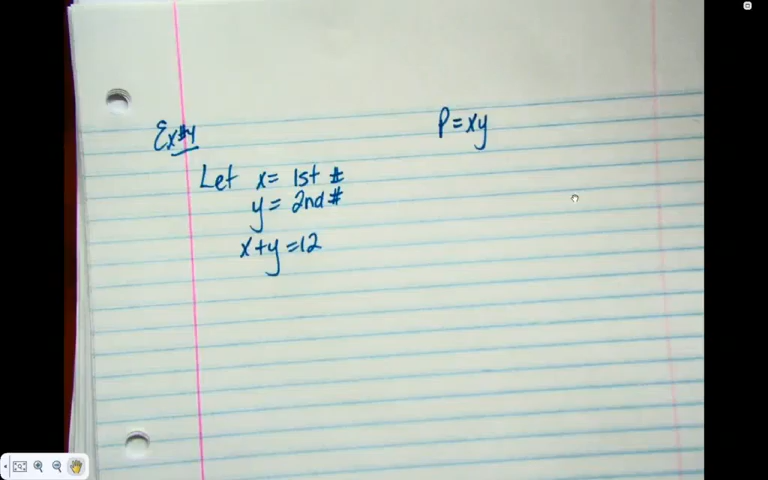 Ex #4
P = xy
Let x = 1st #
y = 2nd #
x + y = 12